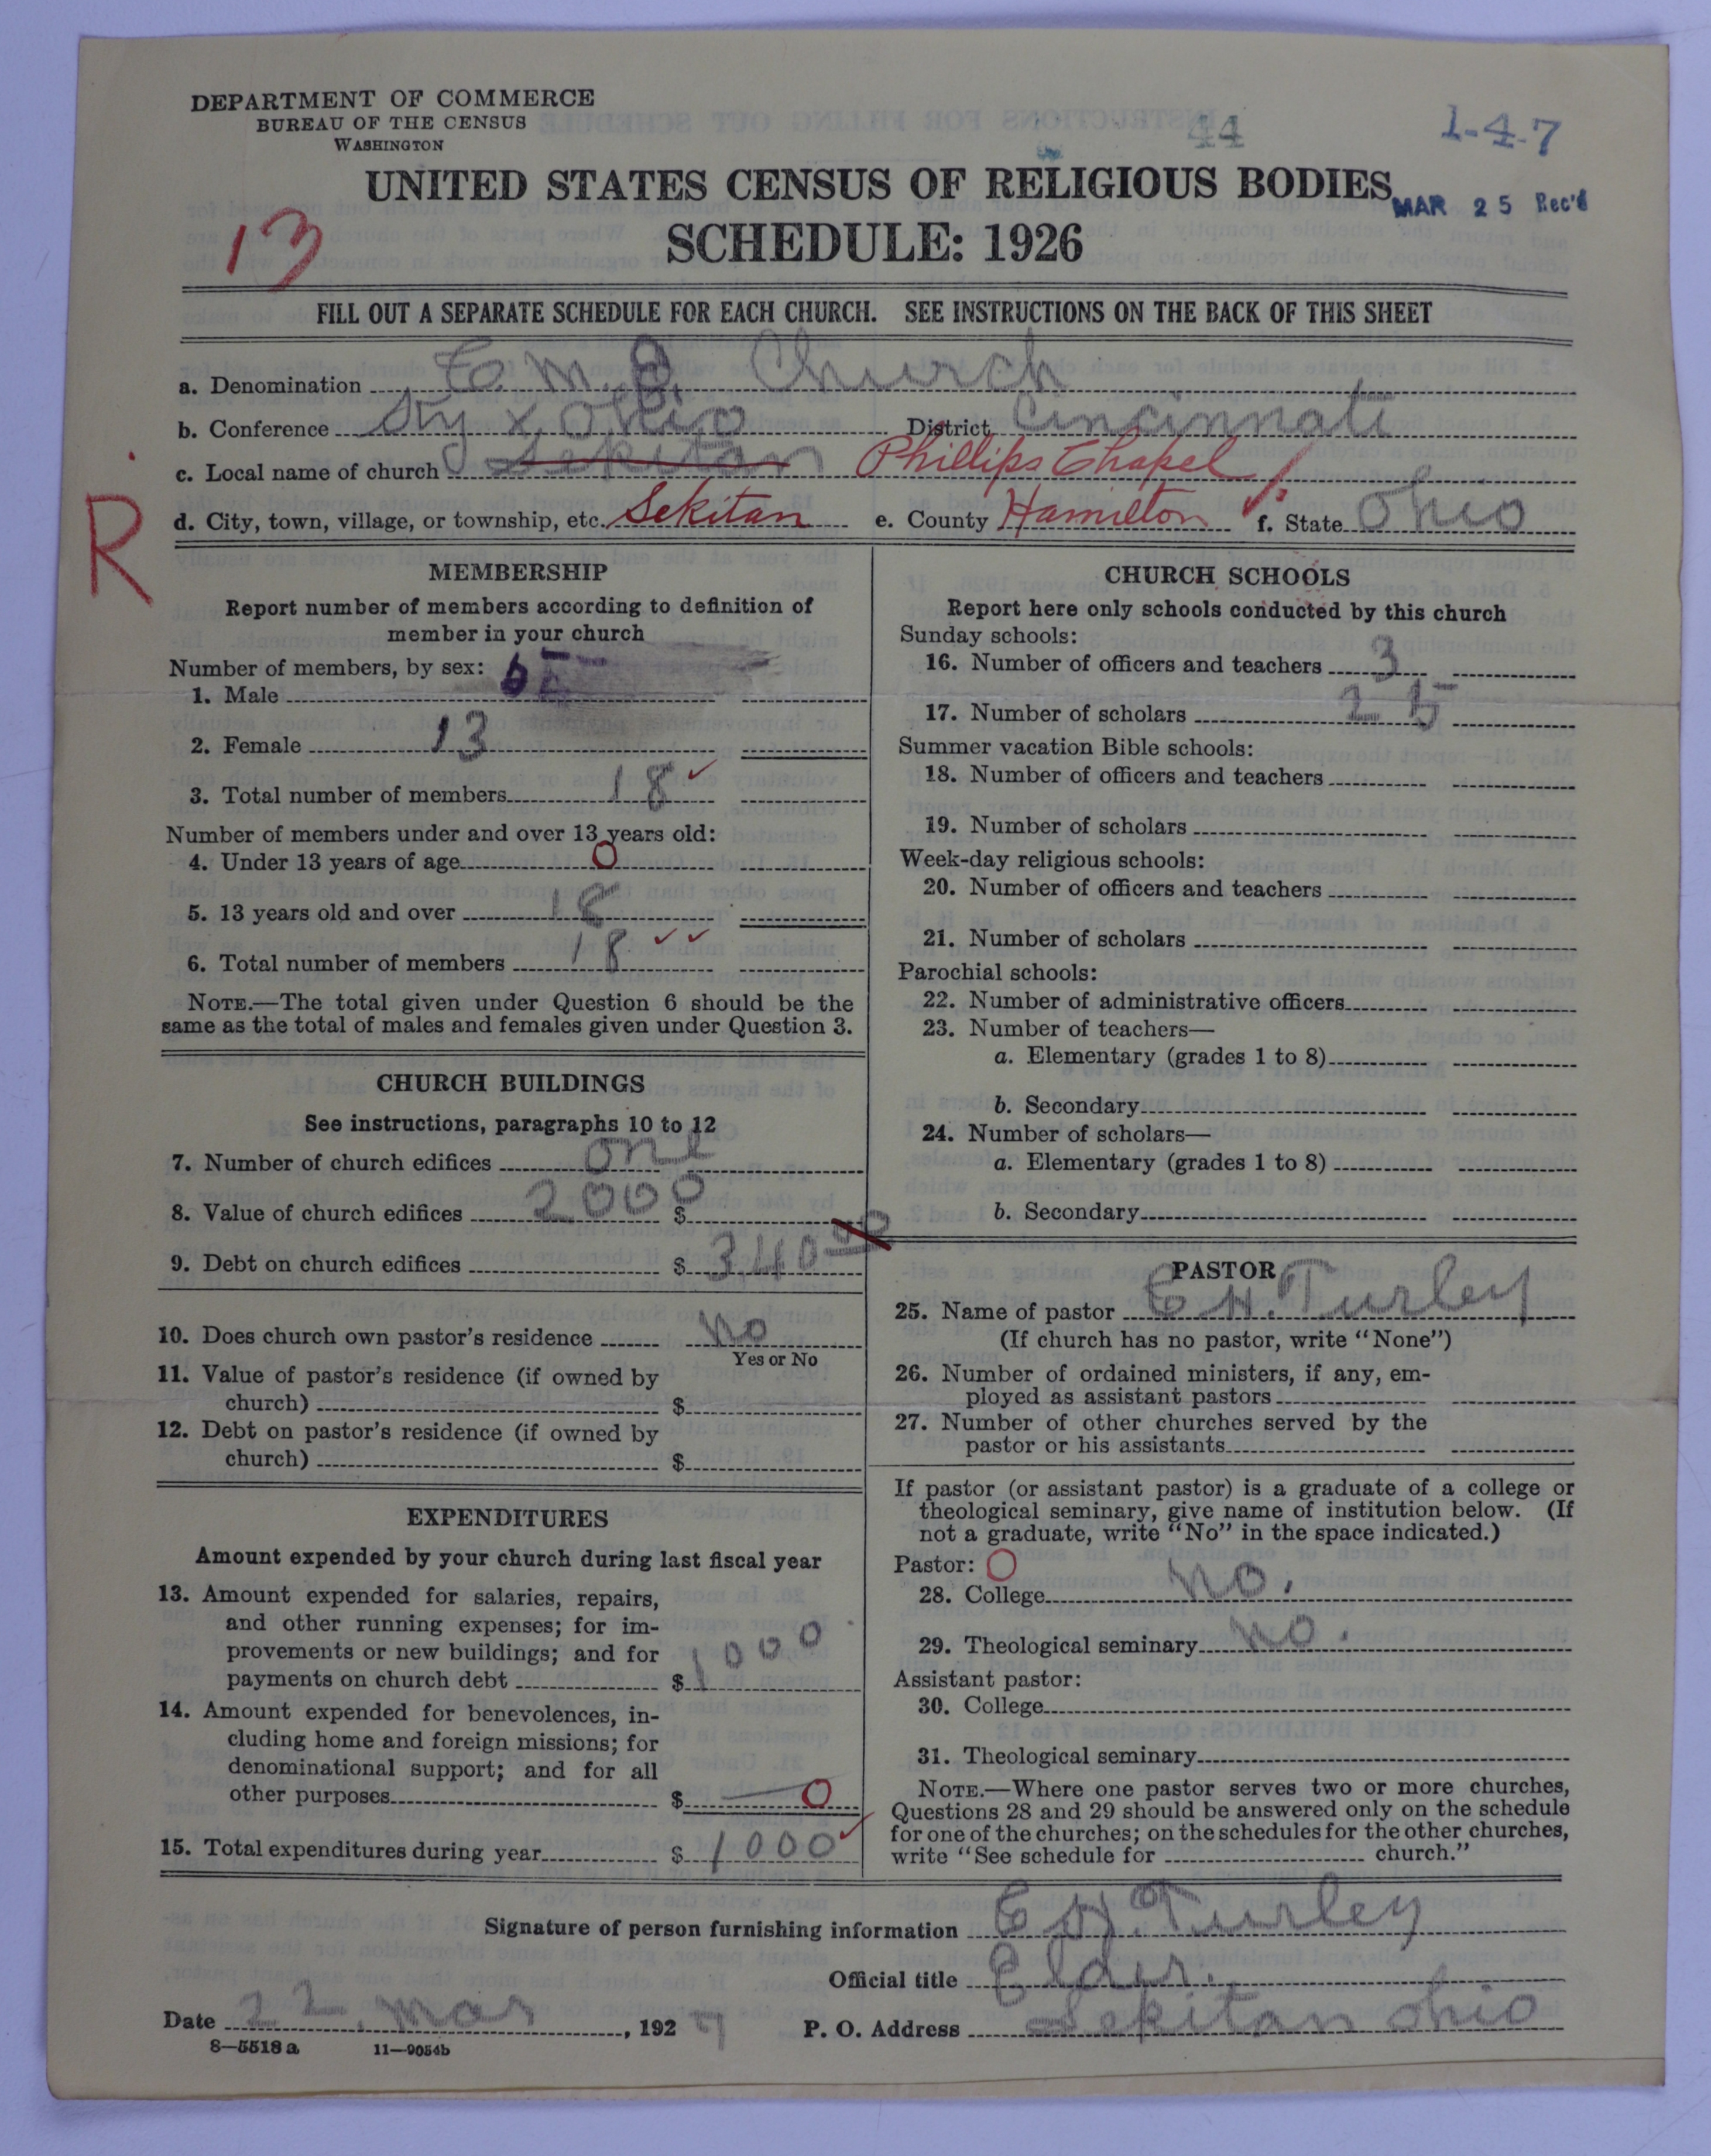 DEPARTMENT OF COMMERCE
BUREAU OF THE CENSUS
WASHINGTON
44
1-4-7
UNITED STATES CENSUS OF RELIGIOUS BODIES
MAR 25 Rec'd
13
SCHEDULE: 1926
FILL OUT A SEPARATE SCHEDULE FOR EACH CHURCH. SEE INSTRUCTIONS ON THE BACK OF THIS SHEET
a. Denomination C. M. E. Church
b. Conference Ky & Ohio District Cincinnati
c. Local name of church Sekitan Phillips Chapel
R
d. City, town, village, or township, etc. Sekitan e. County Hamilton f. State Ohio
MEMBERSHIP
Report number of members according to definition of
member in your church
Number of members, by sex:
1. Male 5
2. Female 13
3. Total number of members 18
Number of members under and over 13 years old:
4. Under 13 years of age 0
5. 13 years old and over 18
6. Total number of members 18
NOTE.—The total given under Question 6 should be the
same as the total of males and females given under Question 3.
CHURCH BUILDINGS
See instructions, paragraphs 10 to 12
7. Number of church edifices one
8. Value of church edifices 2000 $
9. Debt on church edifices $ 340 00
10. Does church own pastor's residence No
Yes or No
11. Value of pastor's residence (if owned by
church) $
12. Debt on pastor's residence (if owned by
church) $
EXPENDITURES
Amount expended by your church during last fiscal year
13. Amount expended for salaries, repairs,
and other running expenses; for im-
provements or new buildings; and for
payments on church debt $ 1000
14. Amount expended for benevolences, in-
cluding home and foreign missions; for
denominational support; and for all
other purposes $ 0
15. Total expenditures during year $ 1000
CHURCH SCHOOLS
Report here only schools conducted by this church
Sunday schools:
16. Number of officers and teachers 3
17. Number of scholars 25
Summer vacation Bible schools:
18. Number of officers and teachers
19. Number of scholars
Week-day religious schools:
20. Number of officers and teachers
21. Number of scholars
Parochial schools:
22. Number of administrative officers
23. Number of teachers—
a. Elementary (grades 1 to 8)
b. Secondary
24. Number of scholars—
a. Elementary (grades 1 to 8)
b. Secondary
PASTOR
25. Name of pastor C H. Turley
(If church has no pastor, write "None")
26. Number of ordained ministers, if any, em-
ployed as assistant pastors
27. Number of other churches served by the
pastor or his assistants
If pastor (or assistant pastor) is a graduate of a college or
theological seminary, give name of institution below. (If
not a graduate, write "No" in the space indicated.)
Pastor: O
28. College No.
29. Theological seminary No.
Assistant pastor:
30. College
31. Theological seminary
NOTE.—Where one pastor serves two or more churches,
Questions 28 and 29 should be answered only on the schedule
for one of the churches; on the schedules for the other churches,
write "See schedule for church."
Signature of person furnishing information C H. Turley
Official title Elder.
Date 22, Mar, 1927 P. O. Address Sekitan Ohio
8—5518a 11—9054b